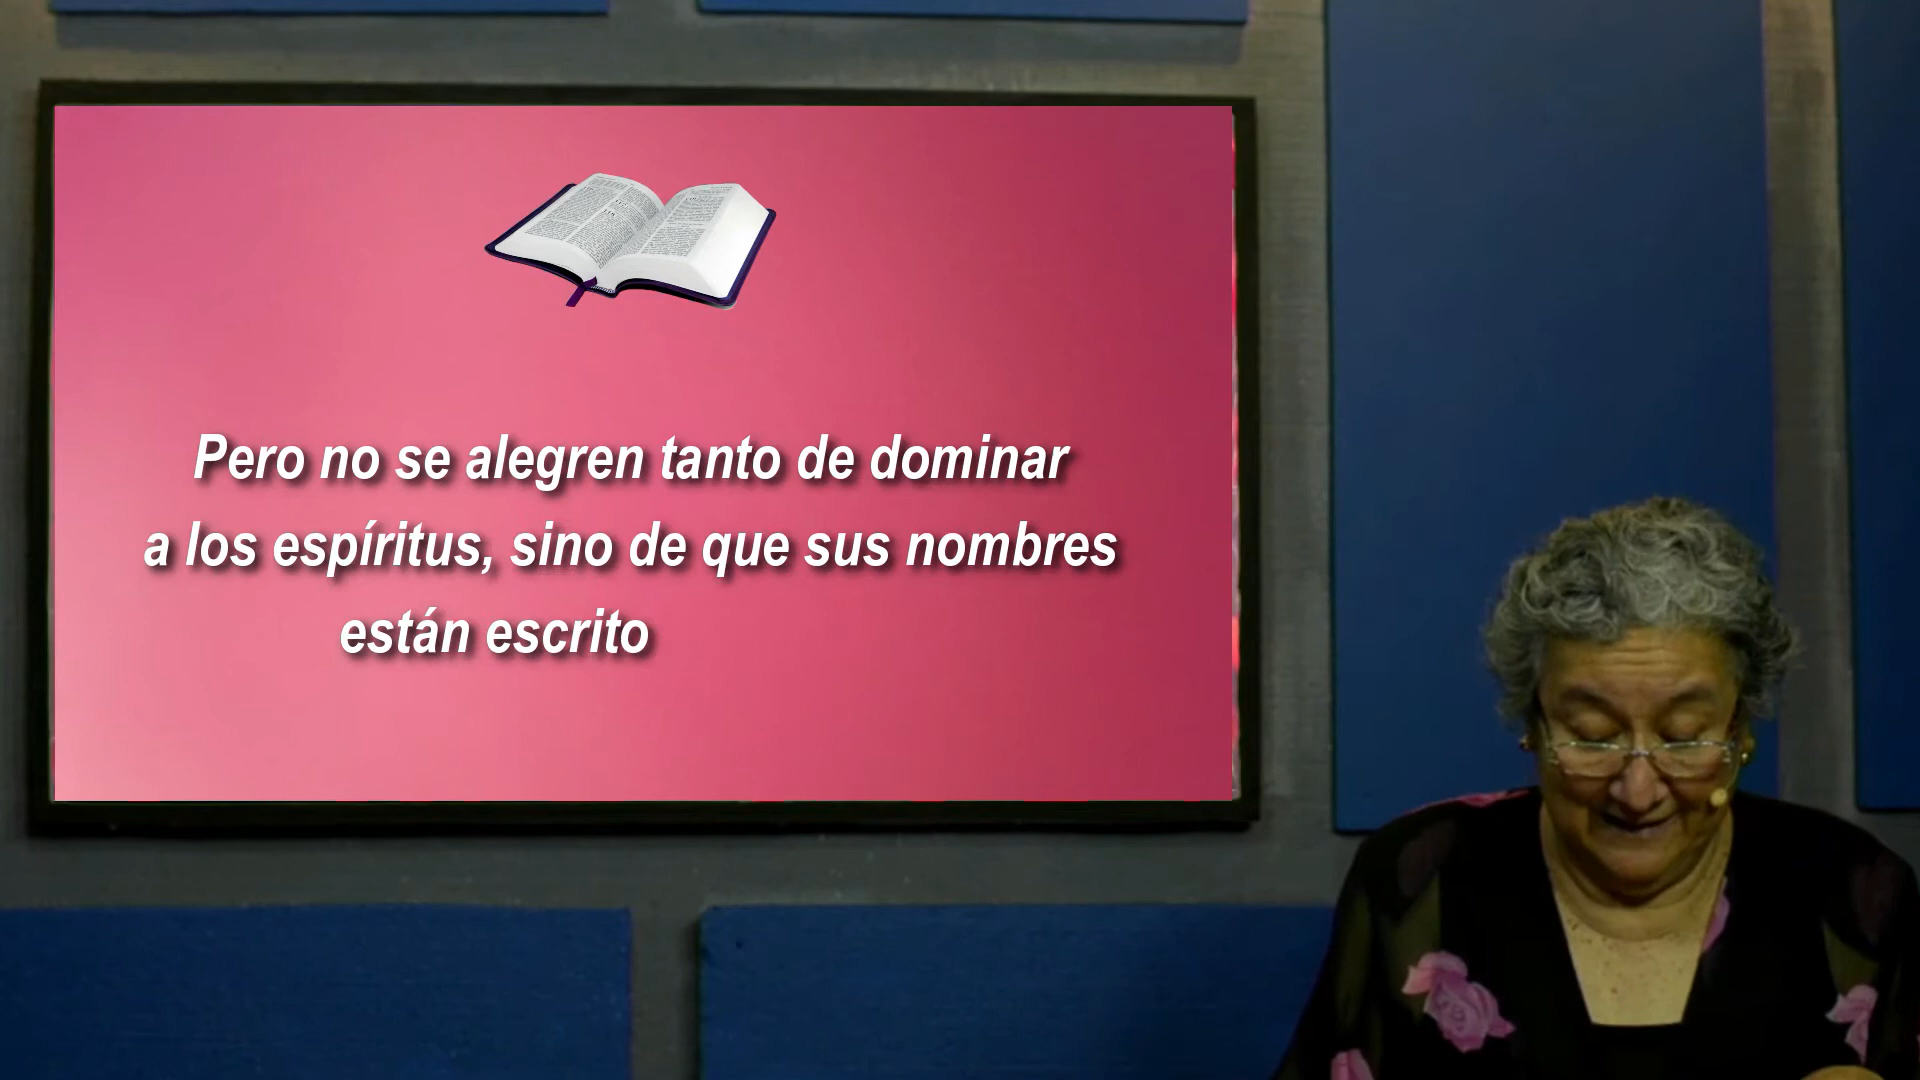 Pero no se alegren tanto de dominar
a los espíritus, sino de que sus nombres
están escrito